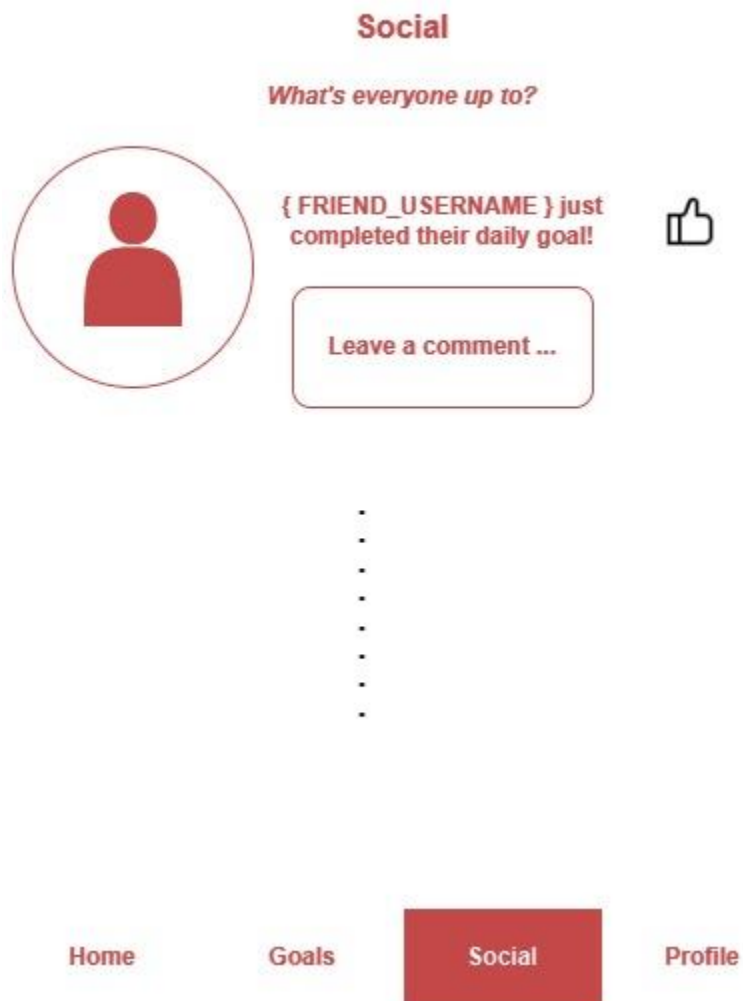 Social
What's everyone up to?
{ FRIEND_USERNAME } just
completed their daily goal!
Leave a comment ...
Home
Goals
Social
Profile